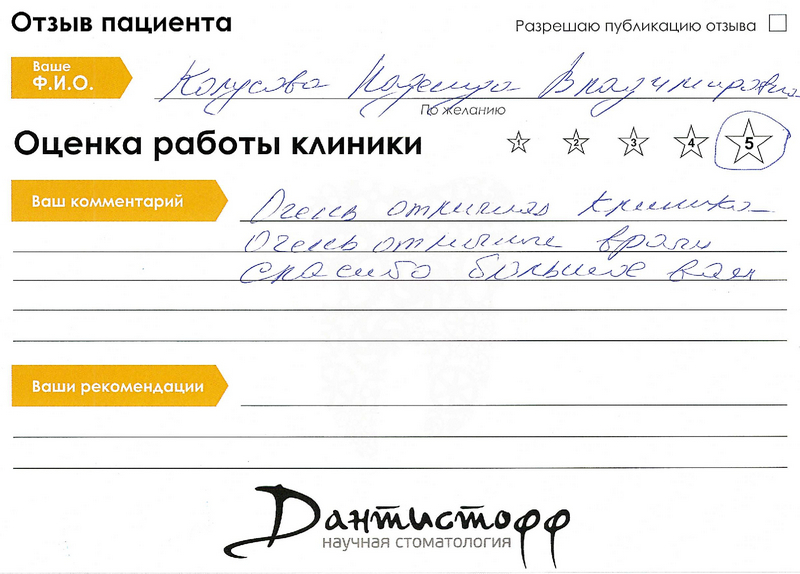 Отзыв пациента
Разрешаю публикацию отзыва
Ваше
Ф.И.О.
Колусова Надежда Владимировна
По желанию
Оценка работы клиники
1 2 3 4 5
Ваш комментарий
Очень отличная клиника
Очень отличные врачи
спасибо большое вам
Ваши рекомендации
Дантистофф
научная стоматология